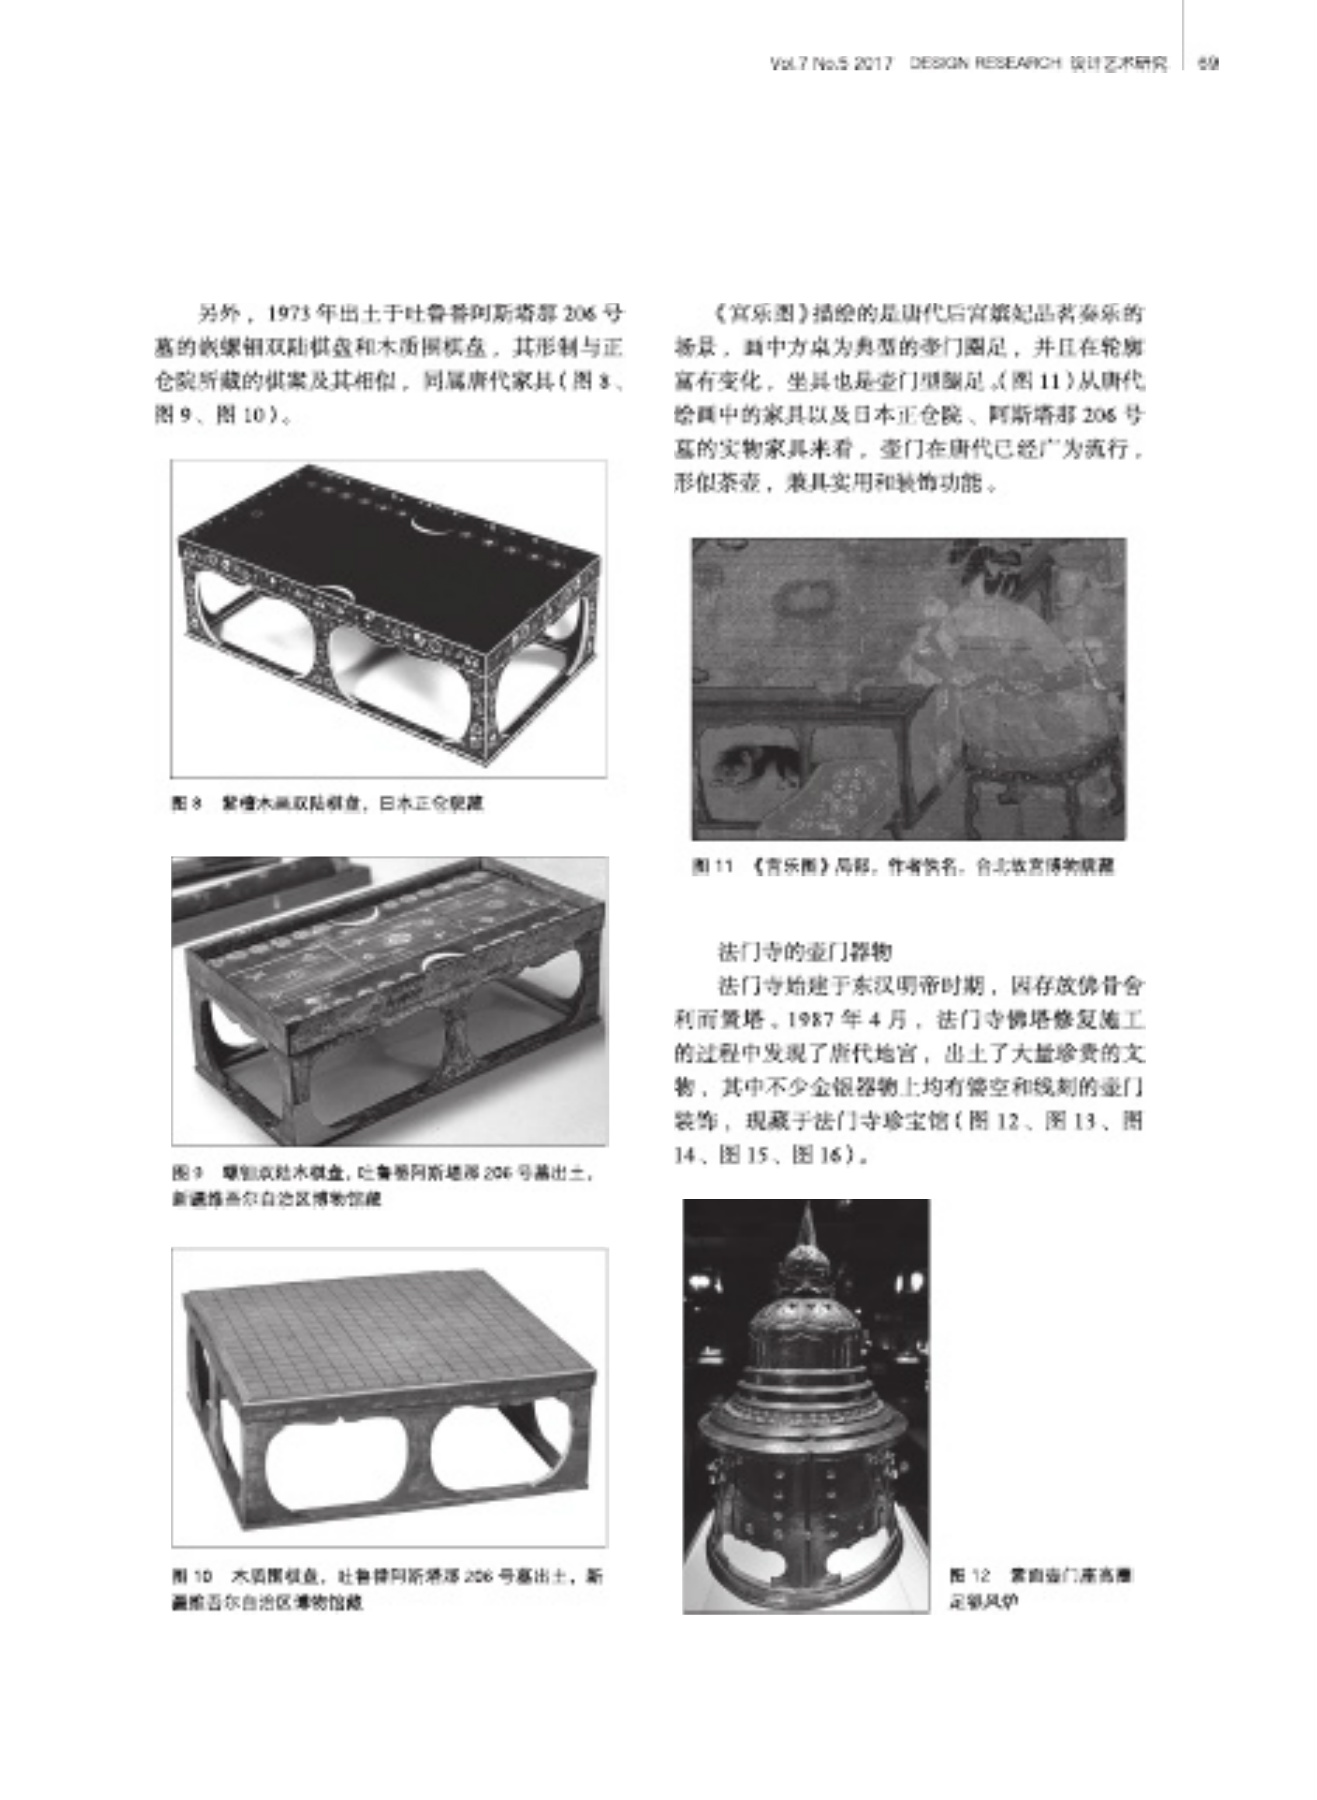 Vol.7 No.5 2017 DESIGN RESEARCH 设计艺术研究 69
另外，1973 年出土于吐鲁番阿斯塔那 206 号
墓的嵌螺钿双陆棋盘和木质围棋盘，其形制与正
仓院所藏的棋案及其相似，同属唐代家具（图 8、
图 9、图 10）。
图 8 紫檀木画双陆棋盘，日本正仓院藏
图 9 螺钿双陆木棋盘，吐鲁番阿斯塔那 206 号墓出土，
新疆维吾尔自治区博物馆藏
图 10 木质围棋盘，吐鲁番阿斯塔那 206 号墓出土，新
疆维吾尔自治区博物馆藏
《宫乐图》描绘的是唐代后宫嫔妃品茗奏乐的
场景，画中方桌为典型的壶门圈足，并且在轮廓
富有变化，坐具也是壶门型圈足。（图 11）从唐代
绘画中的家具以及日本正仓院、阿斯塔那 206 号
墓的实物家具来看，壶门在唐代已经广为流行，
形似茶壶，兼具实用和装饰功能。
图 11 《宫乐图》局部，作者佚名，台北故宫博物院藏
法门寺的壶门器物
法门寺始建于东汉明帝时期，因存放佛骨舍
利而置塔。1987 年 4 月，法门寺佛塔修复施工
的过程中发现了唐代地宫，出土了大量珍贵的文
物，其中不少金银器物上均有镂空和线刻的壶门
装饰，现藏于法门寺珍宝馆（图 12、图 13、图
14、图 15、图 16）。
图 12 素面壶门座高圈
足银风炉